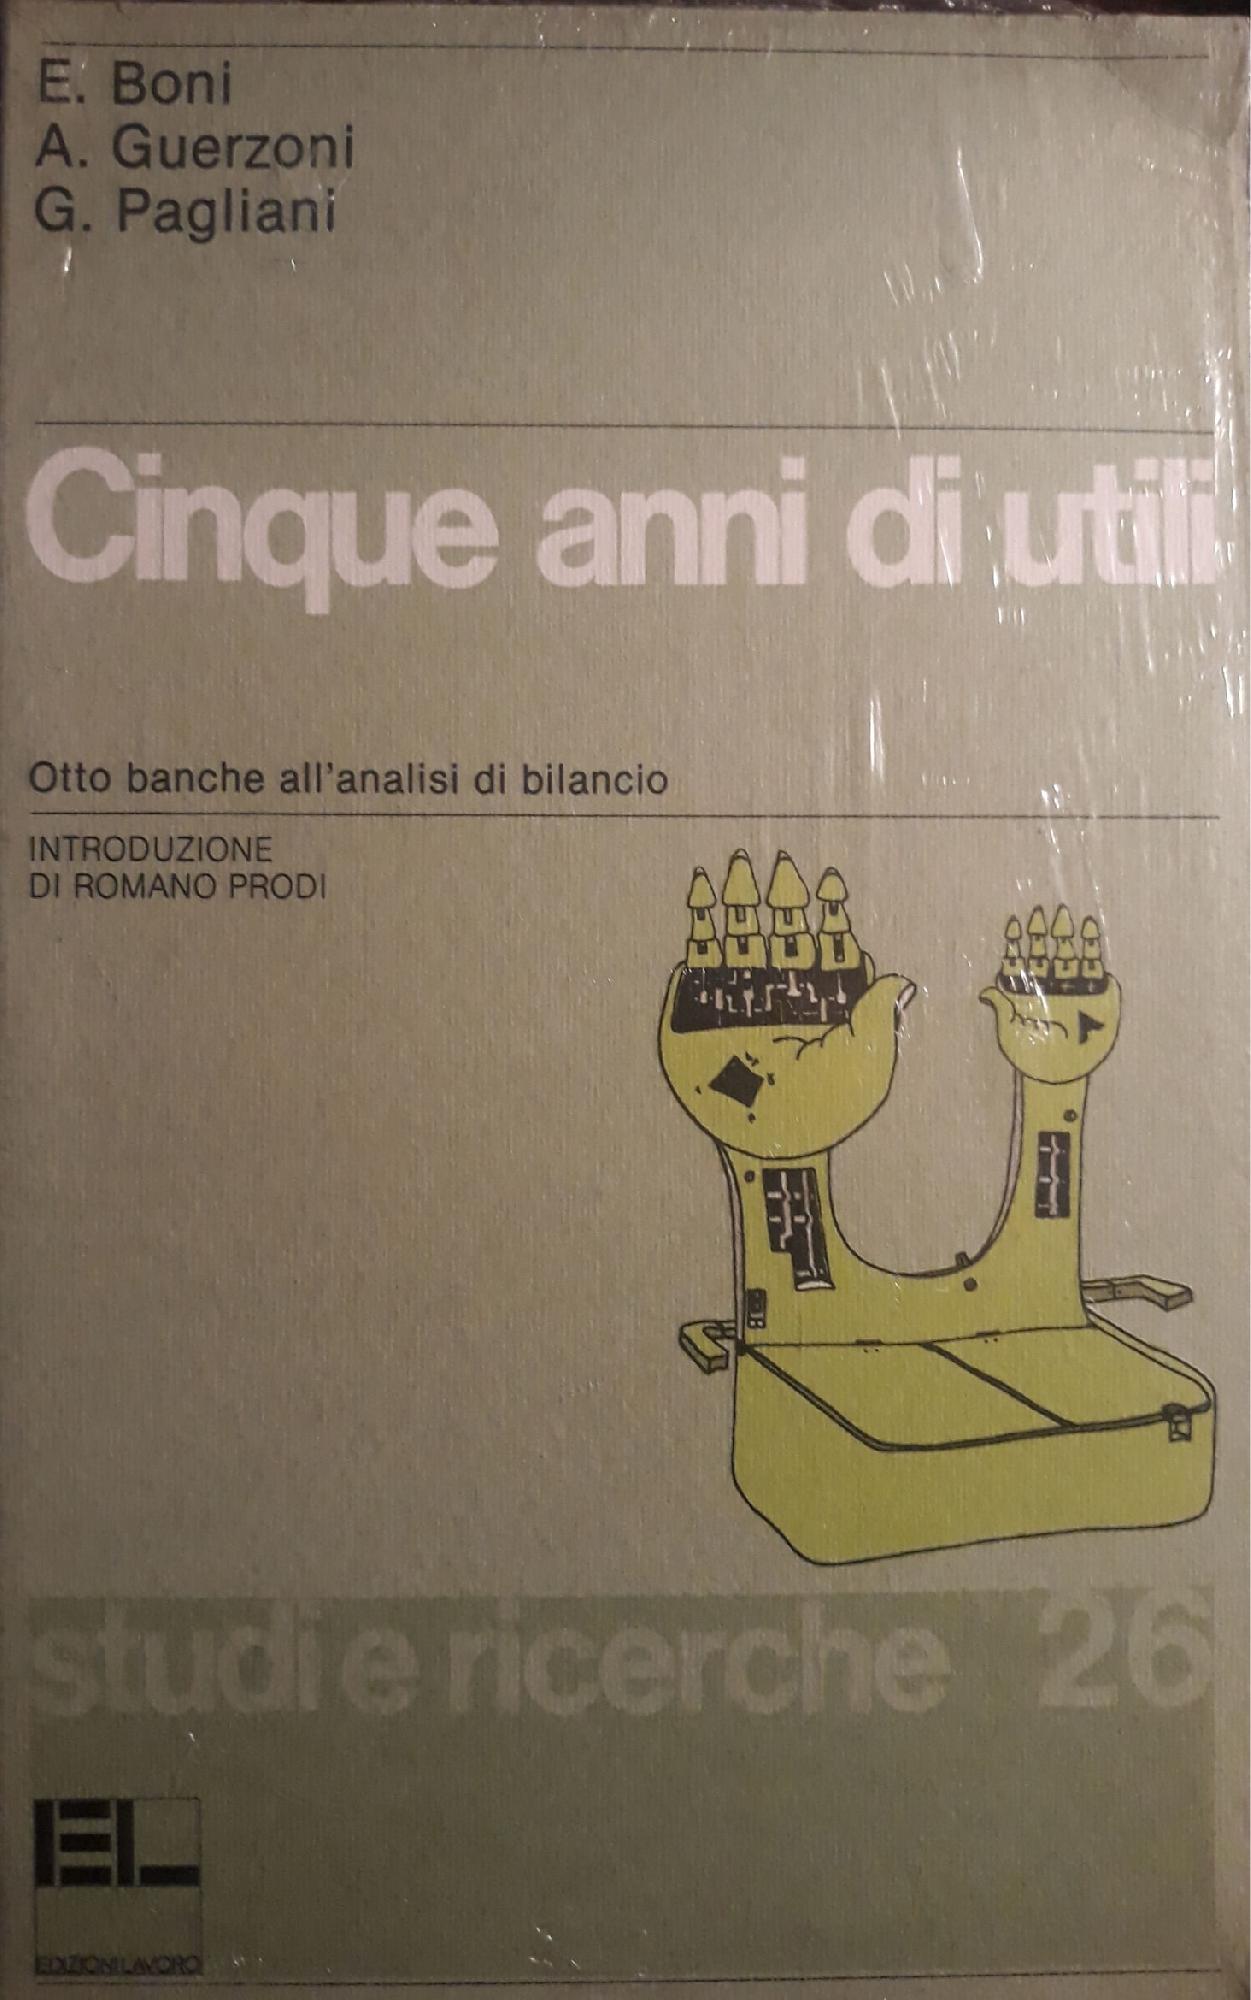 E. Boni
A. Guerzoni
G. Pagliani
Cinque anni di utili
Otto banche all'analisi di bilancio
INTRODUZIONE
DI ROMANO PRODI
studi e ricerche 26
EL
EDIZIONI LAVORO